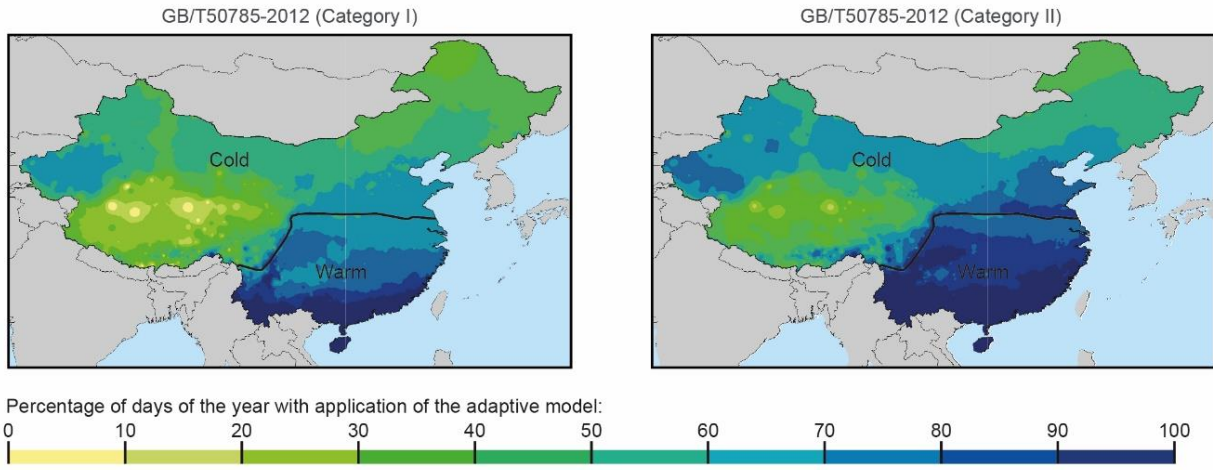 GB/T50785-2012 (Category I)
GB/T50785-2012 (Category II)
Cold
Warm
Cold
Warm
Percentage of days of the year with application of the adaptive model:
0 10 20 30 40 50 60 70 80 90 100